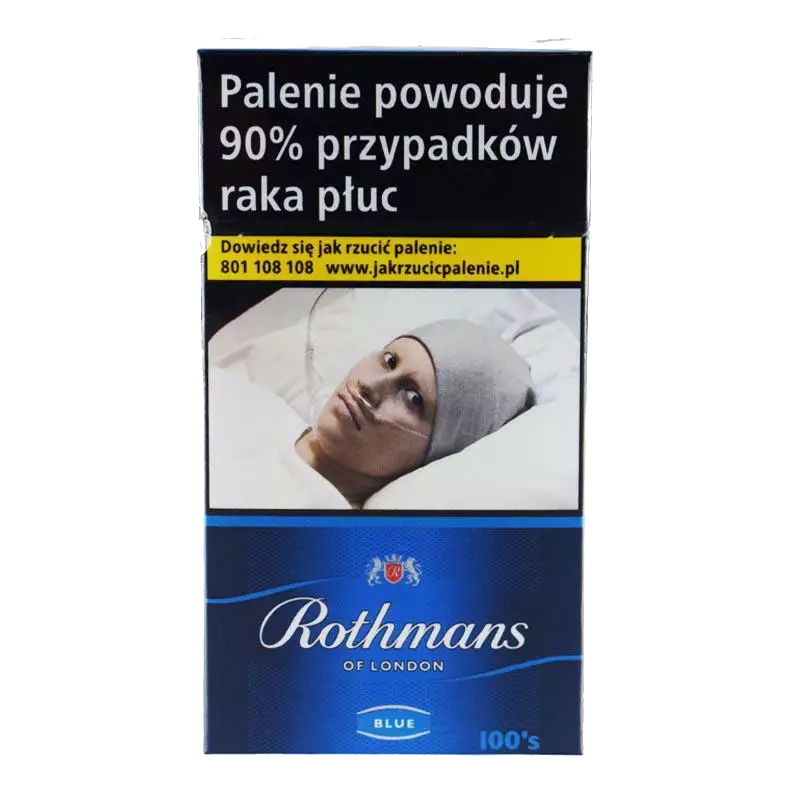 Palenie powoduje
90% przypadków
raka płuc
Dowiedz się jak rzucić palenie:
801 108 108 www.jakrzucicpalenie.pl
R
Rothmans
OF LONDON
BLUE
100's